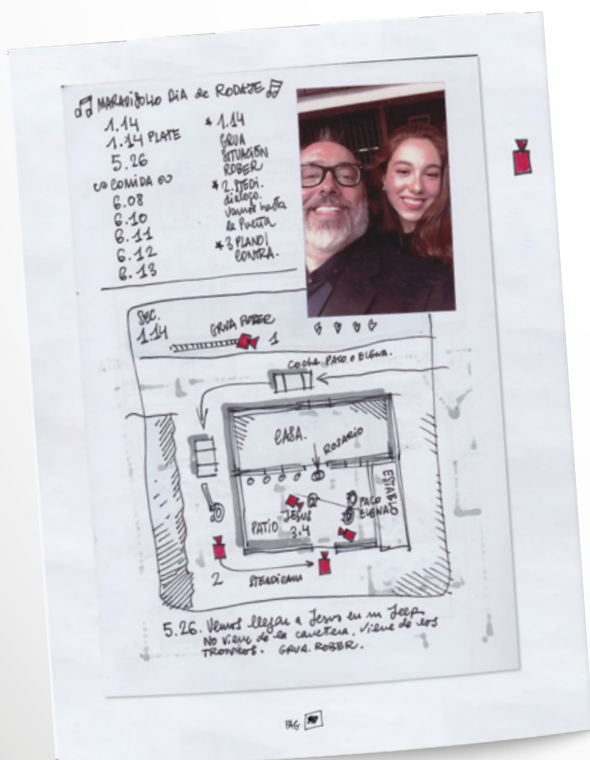 MARAVILLOSO DIA de RODAJE
1.14
1.14 PLATE
5.26
COMIDA
6.08
6.10
6.11
6.12
6.13
* 1.14
GRUA
SITUACIÓN
ROBER
* 2. STEDI.
dialogo.
vamos hasta
la Puerta
* 3 PLANO/
CONTRA.
SEC.
1.14
GRUA ROBER
1
Coche PACO o ELENA.
CASA.
ROSARIO
ESTABLO
PATIO
JESUS
3.4
PACO
ELENA
2
STEADICAM
5.26. Vemos llegar a Jesus en su Jeep
No viene de la carretera, viene de los
TRONCOS. GRUA. ROBER.
PAG